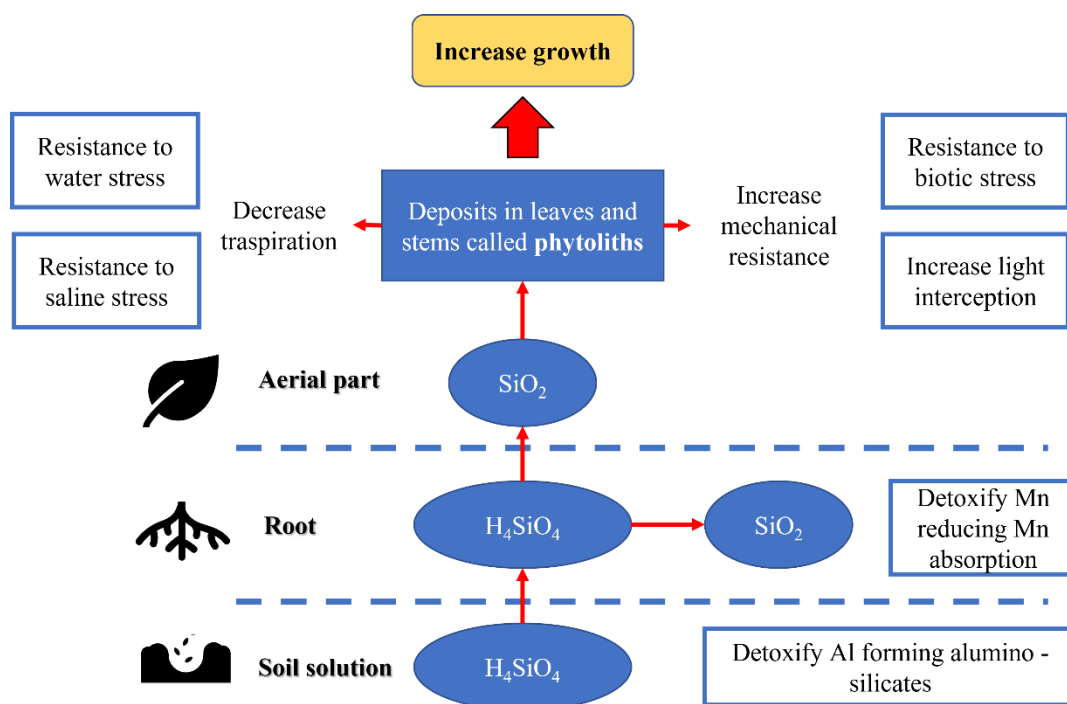 Increase growth
Resistance to
water stress
Resistance to
saline stress
Decrease
traspiration
Deposits in leaves and
stems called phytoliths
Increase
mechanical
resistance
Resistance to
biotic stress
Increase light
interception
Aerial part
SiO₂
Root
H₄SiO₄
SiO₂
Detoxify Mn
reducing Mn
absorption
Soil solution
H₄SiO₄
Detoxify Al forming alumino -
silicates